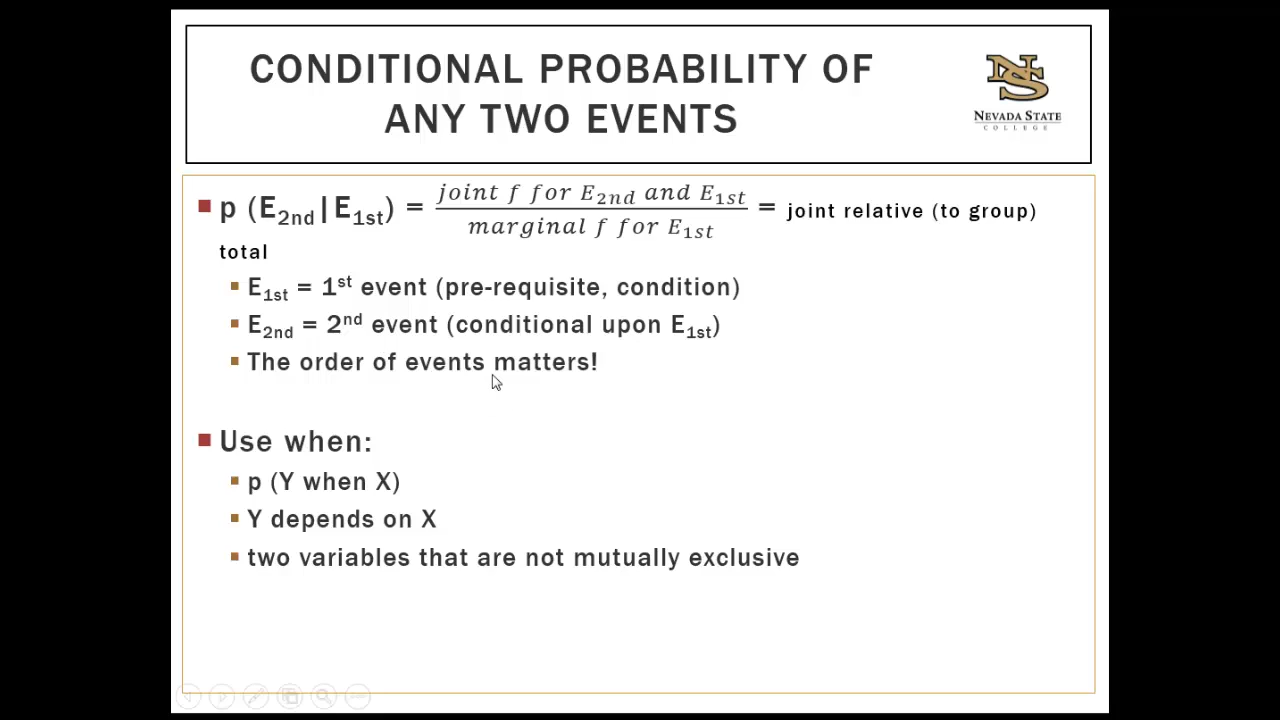 CONDITIONAL PROBABILITY OF
ANY TWO EVENTS
NS
NEVADA STATE
COLLEGE
p (E2nd|E1st) = joint f for E2nd and E1st / marginal f for E1st = joint relative (to group)
total
E1st = 1st event (pre-requisite, condition)
E2nd = 2nd event (conditional upon E1st)
The order of events matters!
Use when:
p (Y when X)
Y depends on X
two variables that are not mutually exclusive